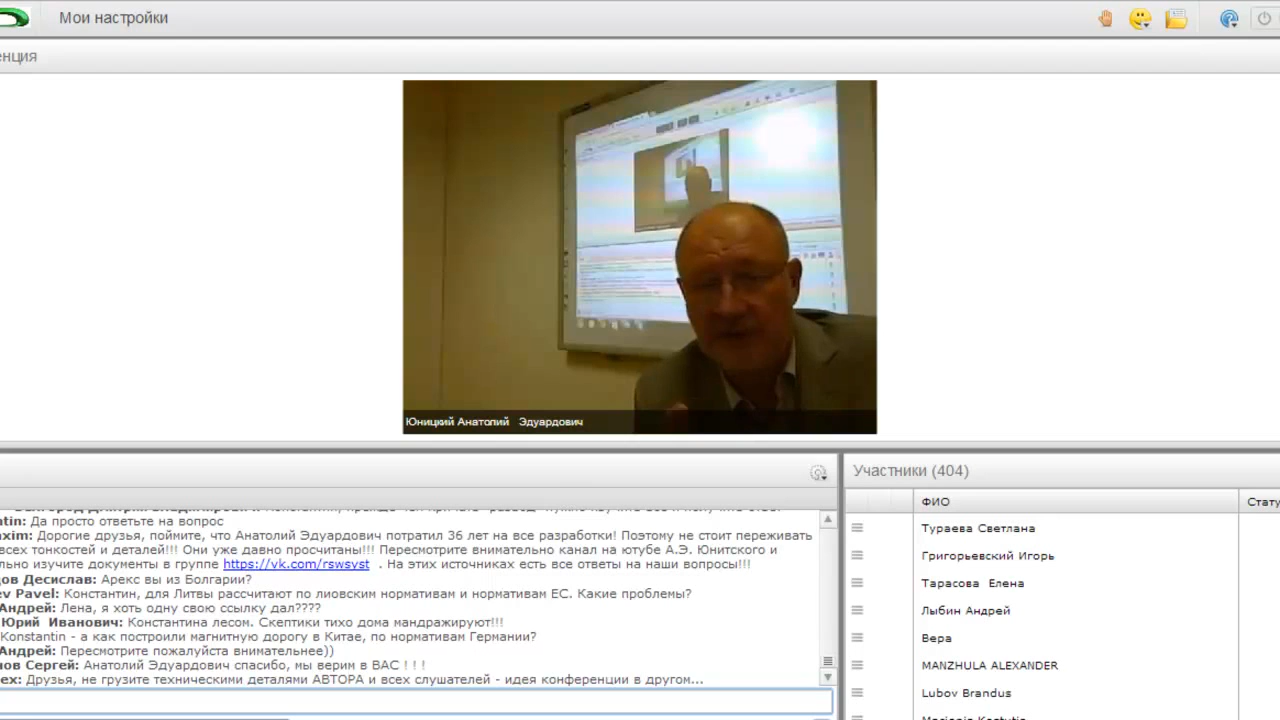 Мои настройки
енция
Юницкий Анатолий Эдуардович
Участники (404)
ФИО
Стату
tin: Да просто ответьте на вопрос
axim: Дорогие друзья, поймите, что Анатолий Эдуардович потратил 36 лет на все разработки! Поэтому не стоит переживать
всех тонкостей и деталей!!! Они уже давно просчитаны!!! Пересмотрите внимательно канал на ютубе А.Э. Юнитского и
льно изучите документы в группе https://vk.com/rswsyst . На этих источниках есть все ответы на наши вопросы!!!
ов Десислав: Арекс вы из Болгарии?
ev Pavel: Константин, для Литвы рассчитают по лиовским нормативам и нормативам ЕС. Какие проблемы?
Андрей: Лена, я хоть одну свою ссылку дал????
Юрий Иванович: Константина лесом. Скептики тихо дома мандражируют!!!
Konstantin - а как построили магнитную дорогу в Китае, по нормативам Германии?
Андрей: Пересмотрите пожалуйста внимательнее))
нов Сергей: Анатолий Эдуардович спасибо, мы верим в ВАС ! ! !
ех: Друзья, не грузите техническими деталями АВТОРА и всех слушателей - идея конференции в другом...
Тураева Светлана
Григорьевский Игорь
Тарасова Елена
Лыбин Андрей
Вера
MANZHULA ALEXANDER
Lubov Brandus